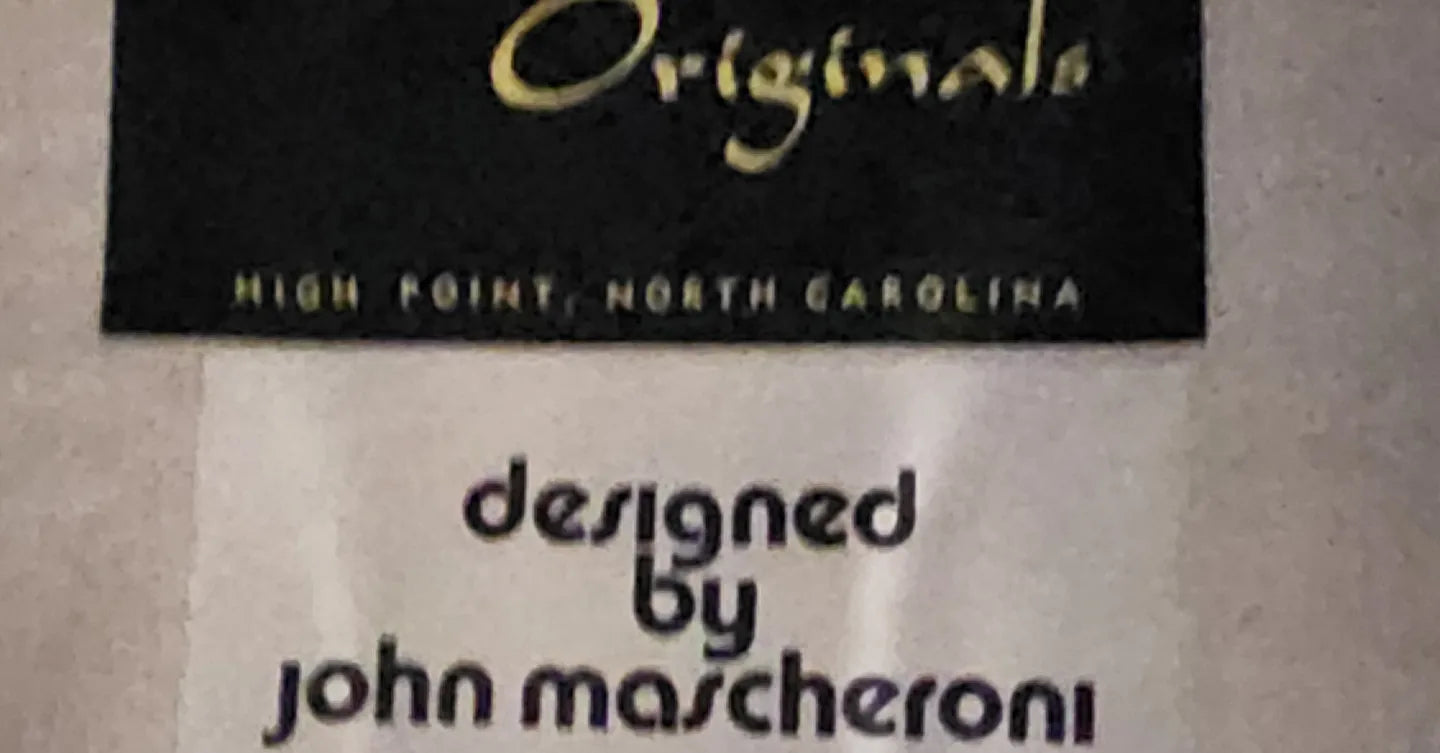 Originals
HIGH POINT, NORTH CAROLINA
designed
by
john mascheroni